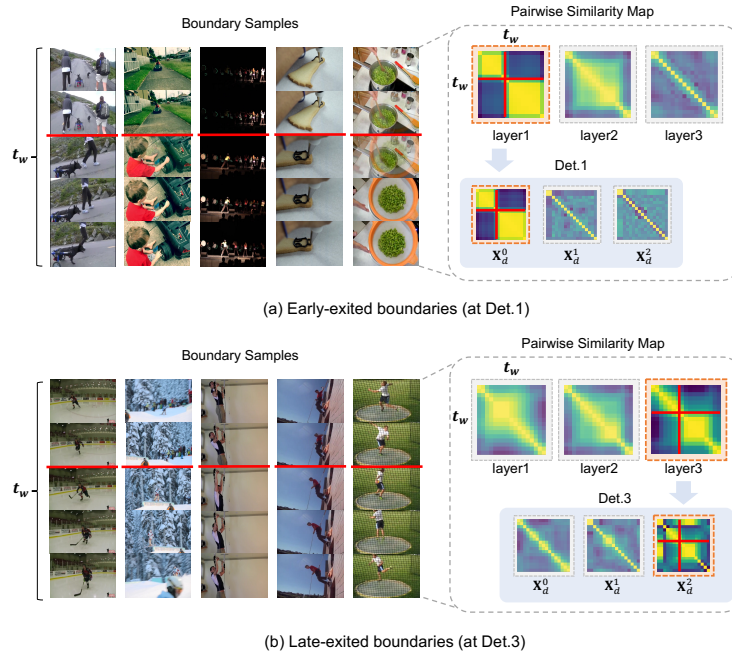 Boundary Samples
Pairwise Similarity Map
t_w
t_w
t_w
layer1 layer2 layer3
Det.1
X_d^0 X_d^1 X_d^2
(a) Early-exited boundaries (at Det.1)
Boundary Samples
Pairwise Similarity Map
t_w
t_w
t_w
layer1 layer2 layer3
Det.3
X_d^0 X_d^1 X_d^2
(b) Late-exited boundaries (at Det.3)